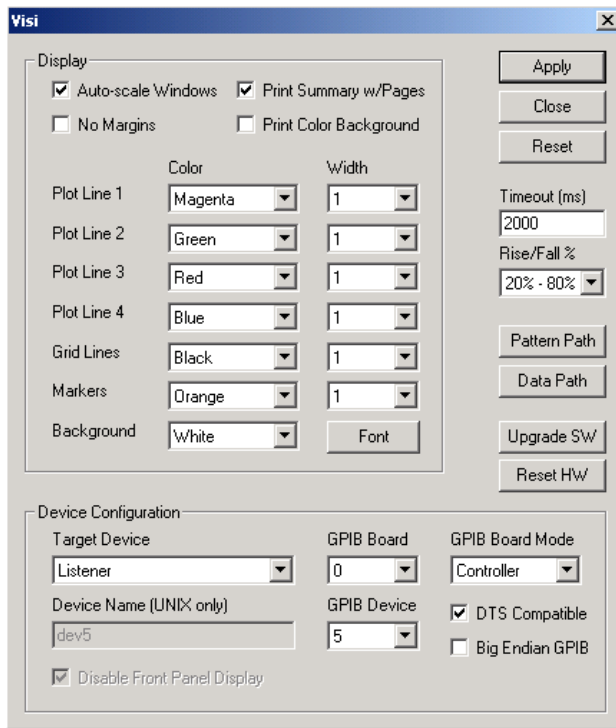 Visi
Display
Auto-scale Windows
Print Summary w/Pages
No Margins
Print Color Background
Color
Width
Plot Line 1
Magenta
1
Plot Line 2
Green
1
Plot Line 3
Red
1
Plot Line 4
Blue
1
Grid Lines
Black
1
Markers
Orange
1
Background
White
Font
Apply
Close
Reset
Timeout (ms)
2000
Rise/Fall %
20% - 80%
Pattern Path
Data Path
Upgrade SW
Reset HW
Device Configuration
Target Device
Listener
GPIB Board
0
GPIB Board Mode
Controller
Device Name (UNIX only)
dev5
GPIB Device
5
DTS Compatible
Big Endian GPIB
Disable Front Panel Display